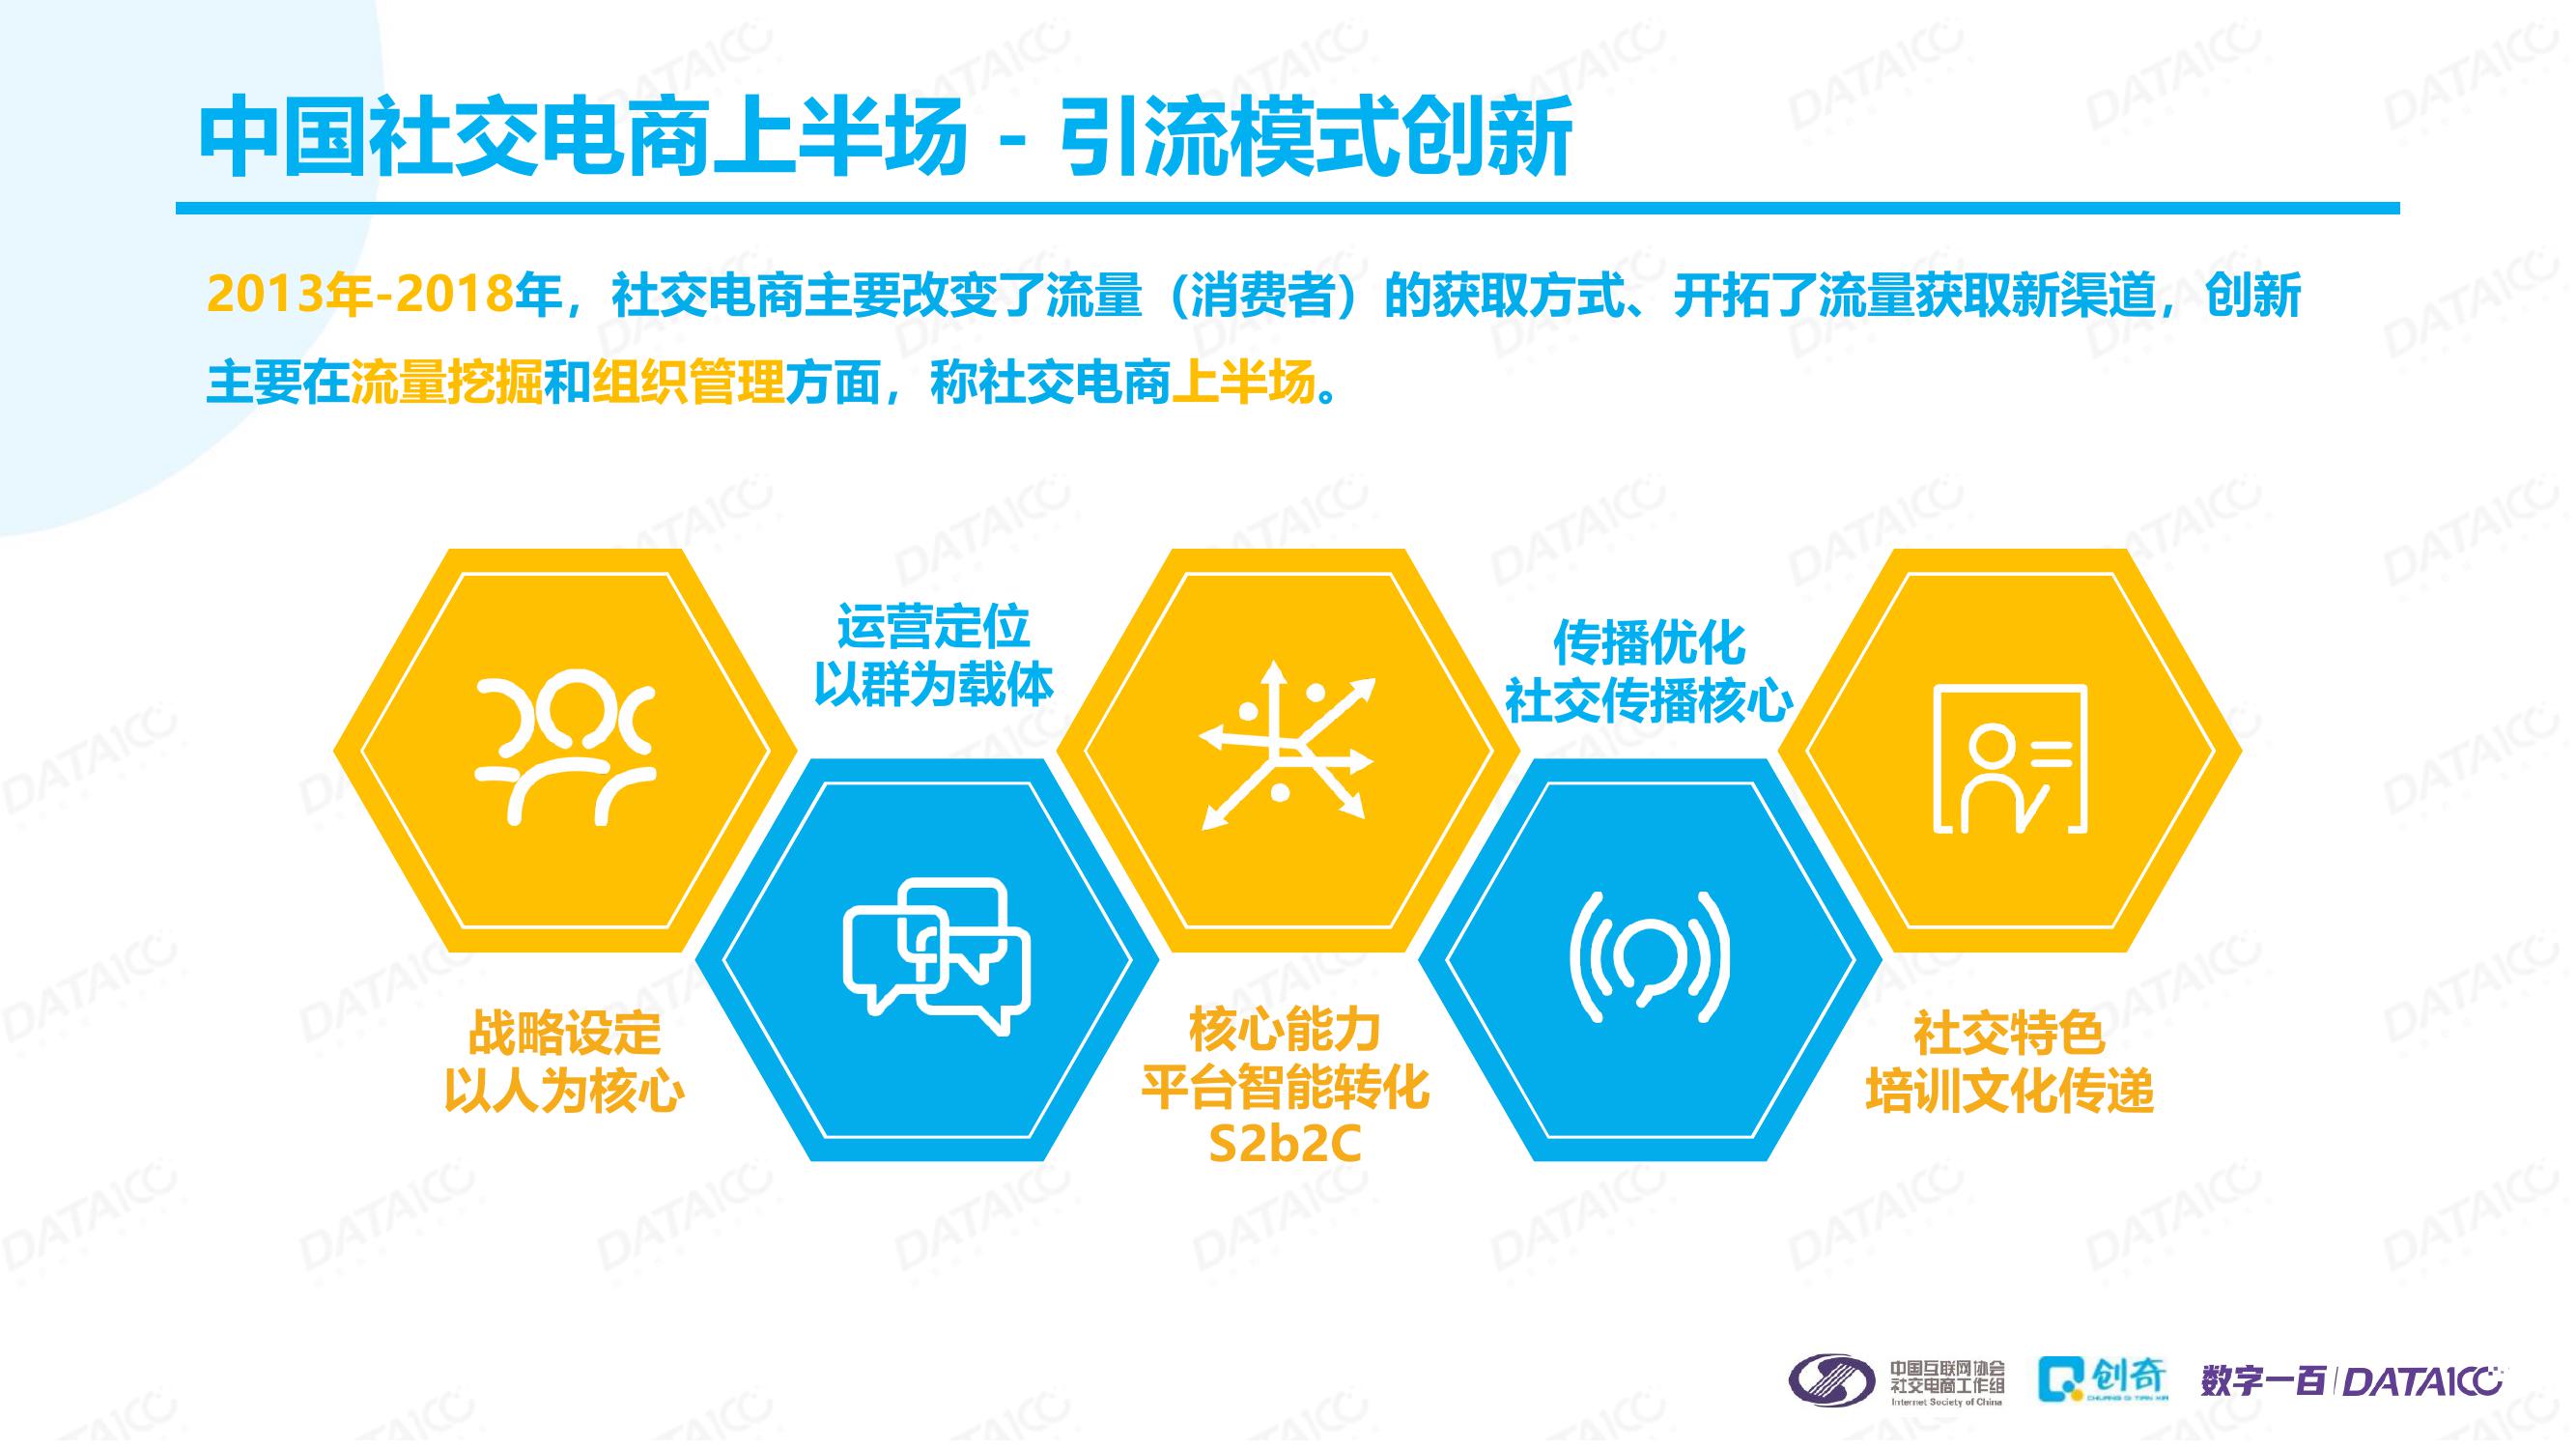 中国社交电商上半场 - 引流模式创新
2013年-2018年，社交电商主要改变了流量（消费者）的获取方式、开拓了流量获取新渠道，创新
主要在流量挖掘和组织管理方面，称社交电商上半场。
运营定位
以群为载体
传播优化
社交传播核心
战略设定
以人为核心
核心能力
平台智能转化
S2b2C
社交特色
培训文化传递
中国互联网协会
社交电商工作组
Internet Society of China
创奇
CHUANG QI TIAN XIA
数字一百 | DATA100